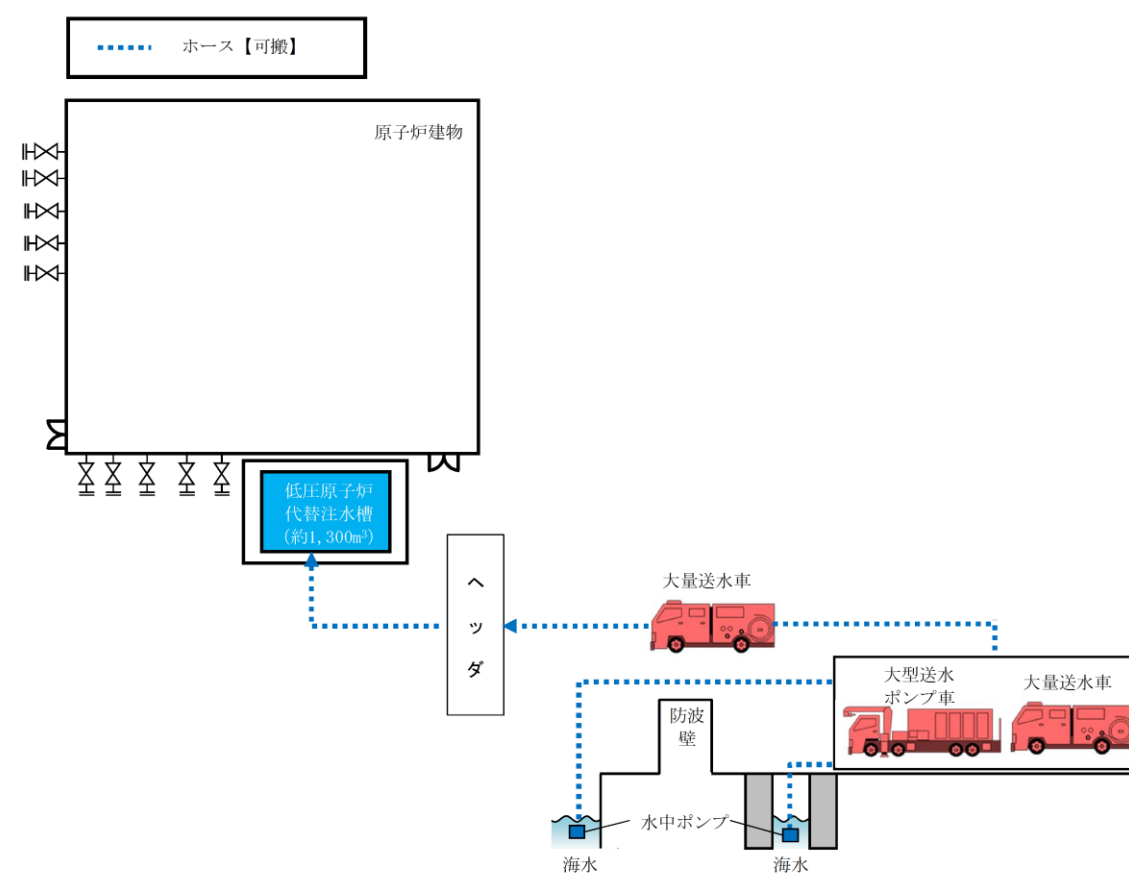 ホース【可搬】
原子炉建物
低圧原子炉
代替注水槽
(約1,300m³)
ヘッダ
大量送水車
大型送水
ポンプ車
大量送水車
防波
壁
水中ポンプ
海水
海水